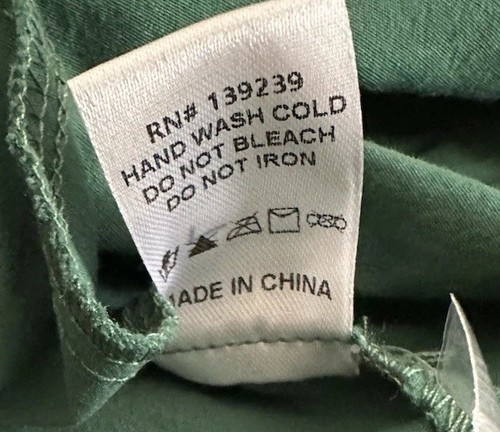 RN# 139239
HAND WASH COLD
DO NOT BLEACH
DO NOT IRON
MADE IN CHINA